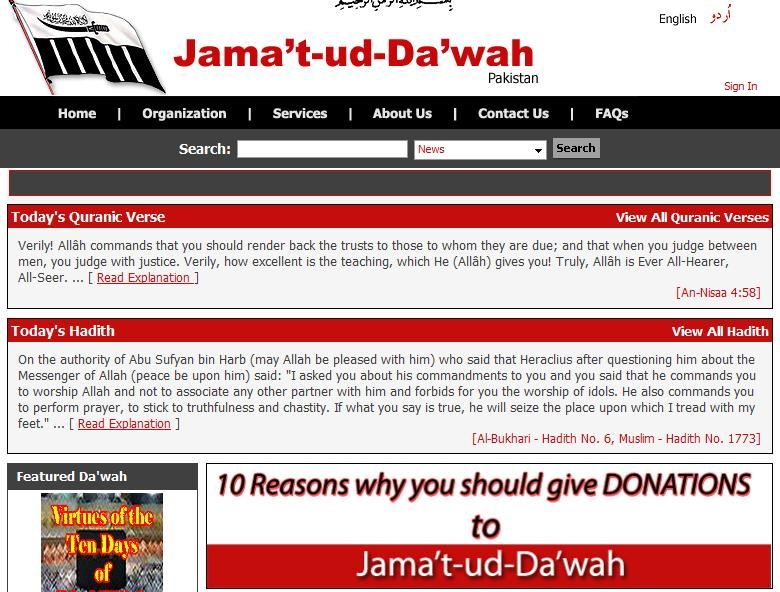 English اُردو
Jama't-ud-Da'wah
Pakistan
Sign In
Home | Organization | Services | About Us | Contact Us | FAQs
Search: News Search
Today's Quranic Verse View All Quranic Verses
Verily! Allâh commands that you should render back the trusts to those to whom they are due; and that when you judge between
men, you judge with justice. Verily, how excellent is the teaching, which He (Allâh) gives you! Truly, Allâh is Ever All-Hearer,
All-Seer. ... [ Read Explanation ]
[An-Nisaa 4:58]
Today's Hadith View All Hadith
On the authority of Abu Sufyan bin Harb (may Allah be pleased with him) who said that Heraclius after questioning him about the
Messenger of Allah (peace be upon him) said: "I asked you about his commandments to you and you said that he commands you
to worship Allah and not to associate any other partner with him and forbids for you the worship of idols. He also commands you
to perform prayer, to stick to truthfulness and chastity. If what you say is true, he will seize the place upon which I tread with my
feet." ... [ Read Explanation ]
[Al-Bukhari - Hadith No. 6, Muslim - Hadith No. 1773]
Featured Da'wah
Virtues of the
Ten Days
of
10 Reasons why you should give DONATIONS
to
Jama't-ud-Da'wah